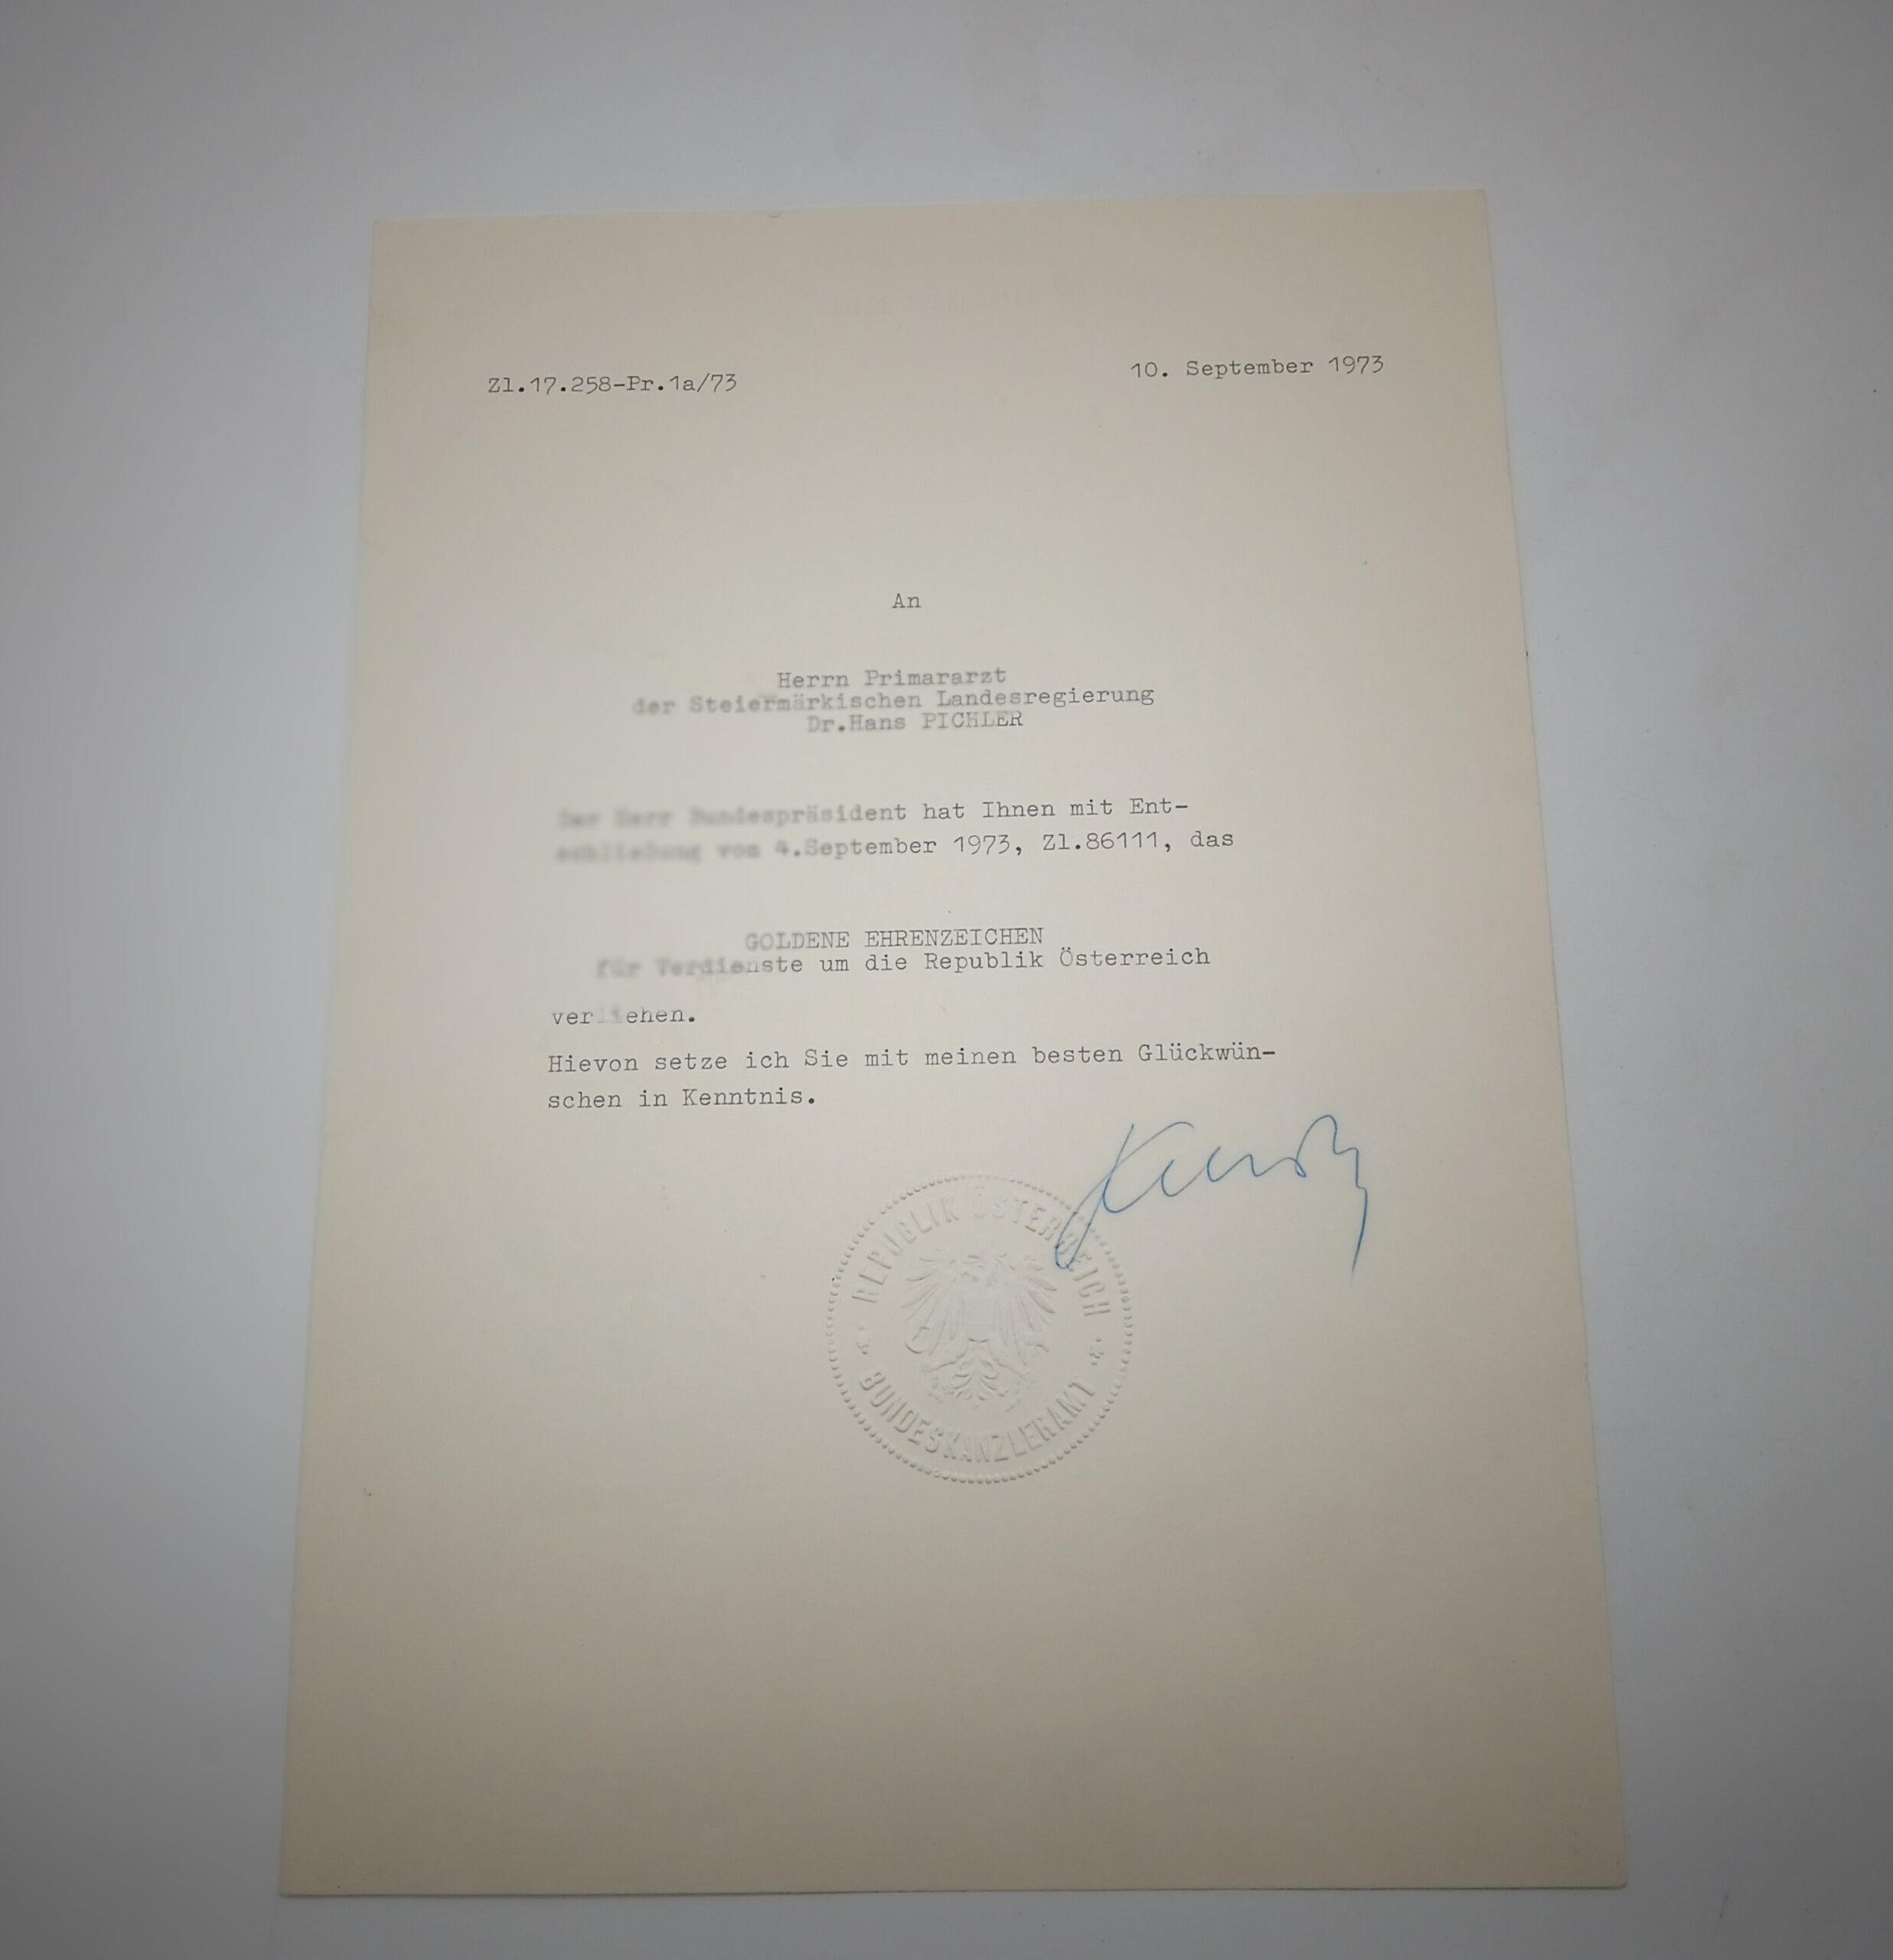 Zl.17.258-Pr.1a/73
10. September 1973
An
Herrn Primararzt
der Steiermärkischen Landesregierung
Dr.Hans PICHLER
Der Herr Bundespräsident hat Ihnen mit Ent-
schließung vom 4.September 1973, Zl.86111, das
GOLDENE EHRENZEICHEN
für Verdienste um die Republik Österreich
verliehen.
Hievon setze ich Sie mit meinen besten Glückwün-
schen in Kenntnis.
REPUBLIK ÖSTERREICH
BUNDESKANZLERAMT